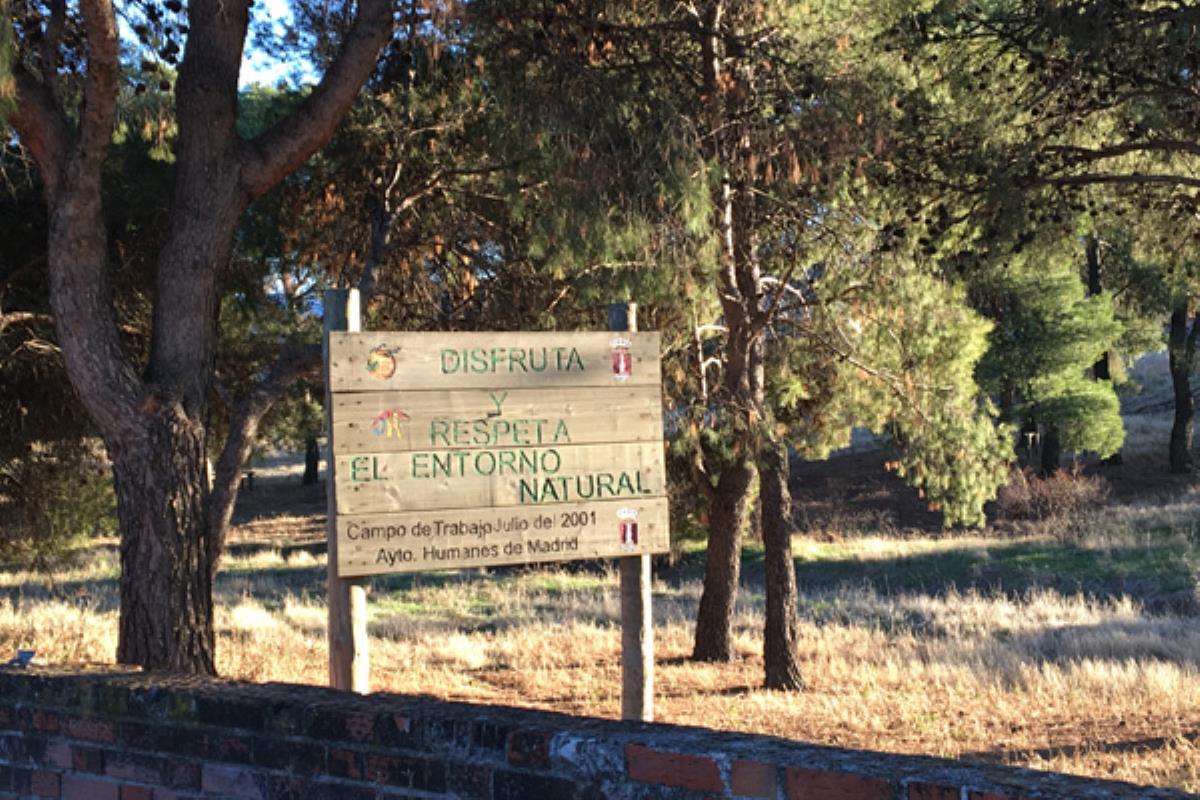 DISFRUTA
Y
RESPETA
EL ENTORNO
NATURAL
Campo de Trabajo Julio del 2001
Ayto. Humanes de Madrid